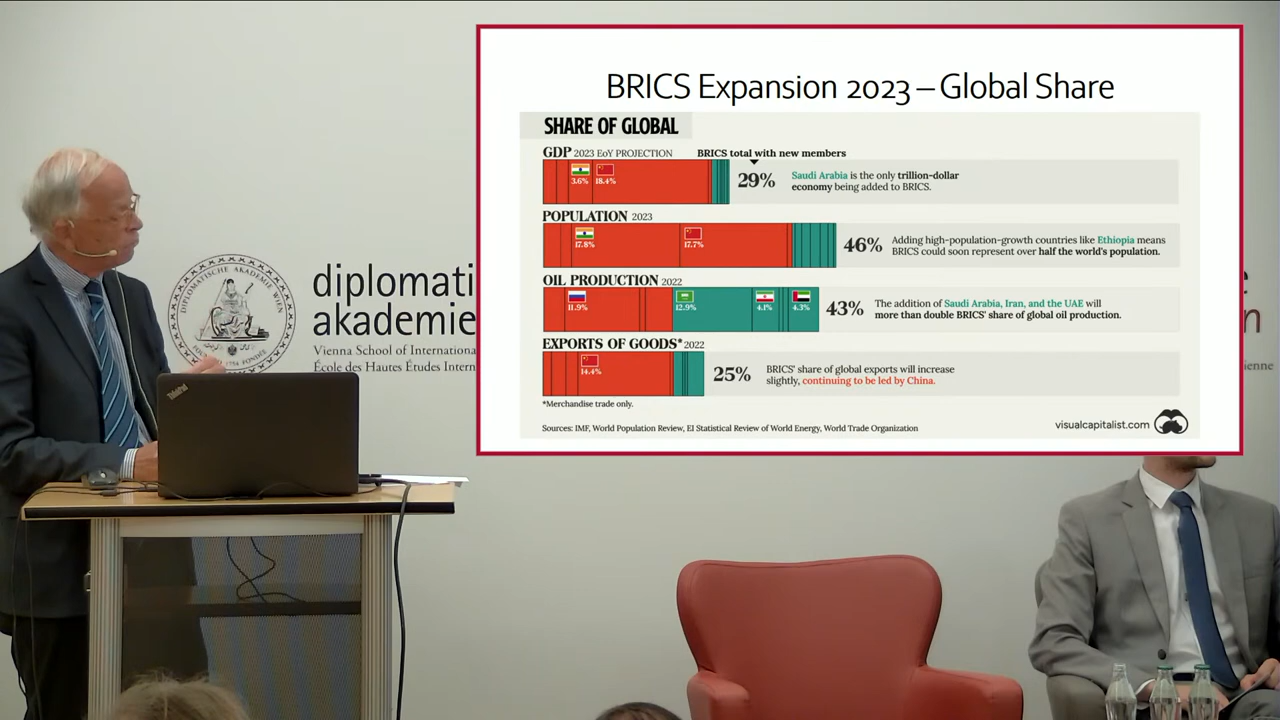 BRICS Expansion 2023 – Global Share
SHARE OF GLOBAL
GDP 2023 EoY PROJECTION
BRICS total with new members
3.6%
18.4%
29%
Saudi Arabia is the only trillion-dollar
economy being added to BRICS.
POPULATION 2023
17.8%
17.7%
46%
Adding high-population-growth countries like Ethiopia means
BRICS could soon represent over half the world's population.
OIL PRODUCTION 2022
11.9%
12.9%
4.1%
4.3%
43%
The addition of Saudi Arabia, Iran, and the UAE will
more than double BRICS' share of global oil production.
EXPORTS OF GOODS* 2022
14.4%
25%
BRICS' share of global exports will increase
slightly, continuing to be led by China.
*Merchandise trade only.
Sources: IMF, World Population Review, EI Statistical Review of World Energy, World Trade Organization
visualcapitalist.com
DIPLOMATISCHE AKADEMIE WIEN
diplomati
akademie
Vienna School of Internationa
École des Hautes Études Intern
ienne
ThinkPad